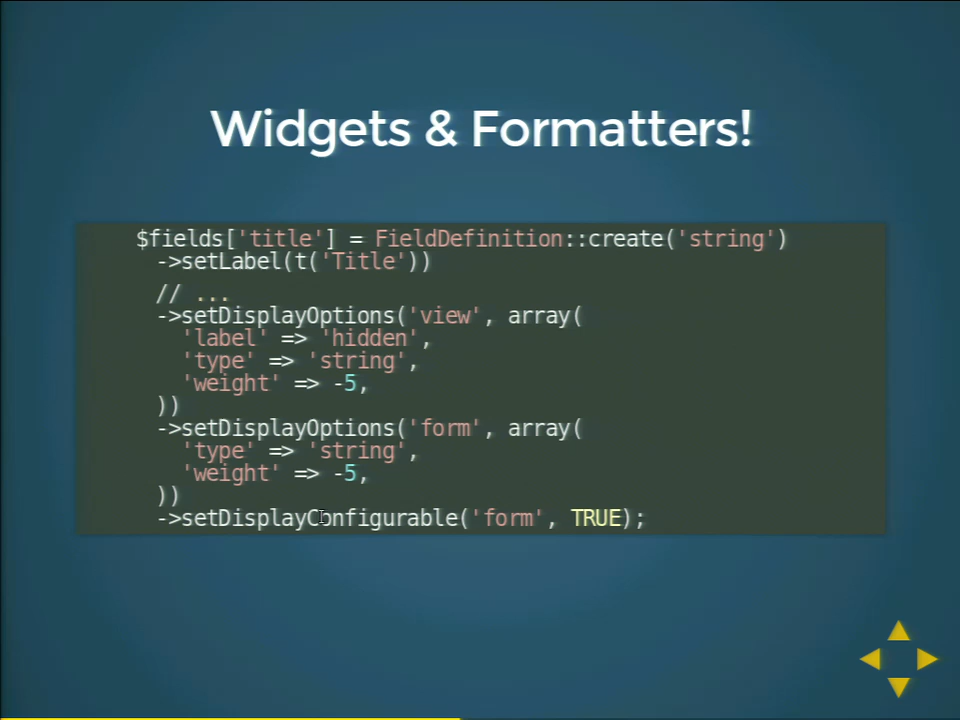 Widgets & Formatters!
$fields['title'] = FieldDefinition::create('string')
->setLabel(t('Title'))
// ...
->setDisplayOptions('view', array(
'label' => 'hidden',
'type' => 'string',
'weight' => -5,
))
->setDisplayOptions('form', array(
'type' => 'string',
'weight' => -5,
))
->setDisplayConfigurable('form', TRUE);